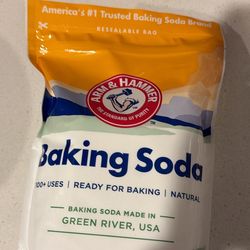 America's #1 Trusted Baking Soda Brand
RESEALABLE BAG
ARM & HAMMER
THE STANDARD OF PURITY
Baking Soda
100+ USES | READY FOR BAKING | NATURAL
BAKING SODA MADE IN
GREEN RIVER, USA